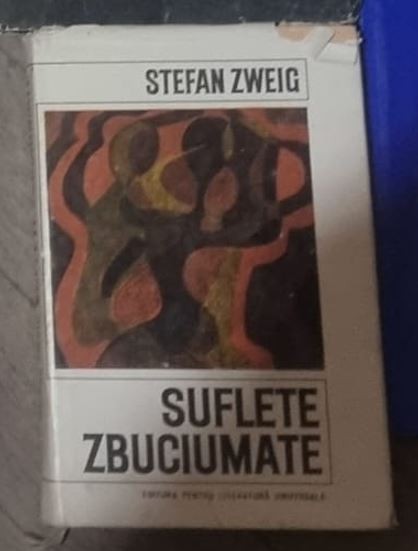 STEFAN ZWEIG
SUFLETE
ZBUCIUMATE
EDITURA PENTRU LITERATURĂ UNIVERSALĂ